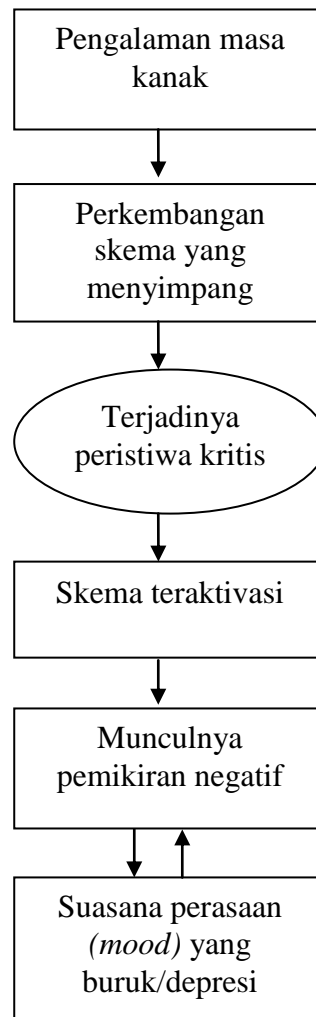 Pengalaman masa
kanak
Perkembangan
skema yang
menyimpang
Terjadinya
peristiwa kritis
Skema teraktivasi
Munculnya
pemikiran negatif
Suasana perasaan
(mood) yang
buruk/depresi